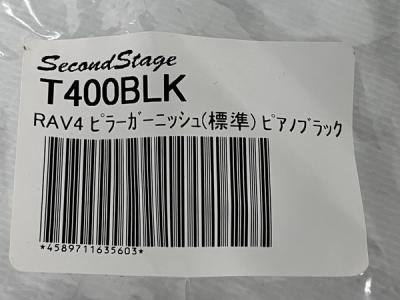 SecondStage
T400BLK
RAV4 ピラーガーニッシュ(標準) ピアノブラック
*4589711635603*